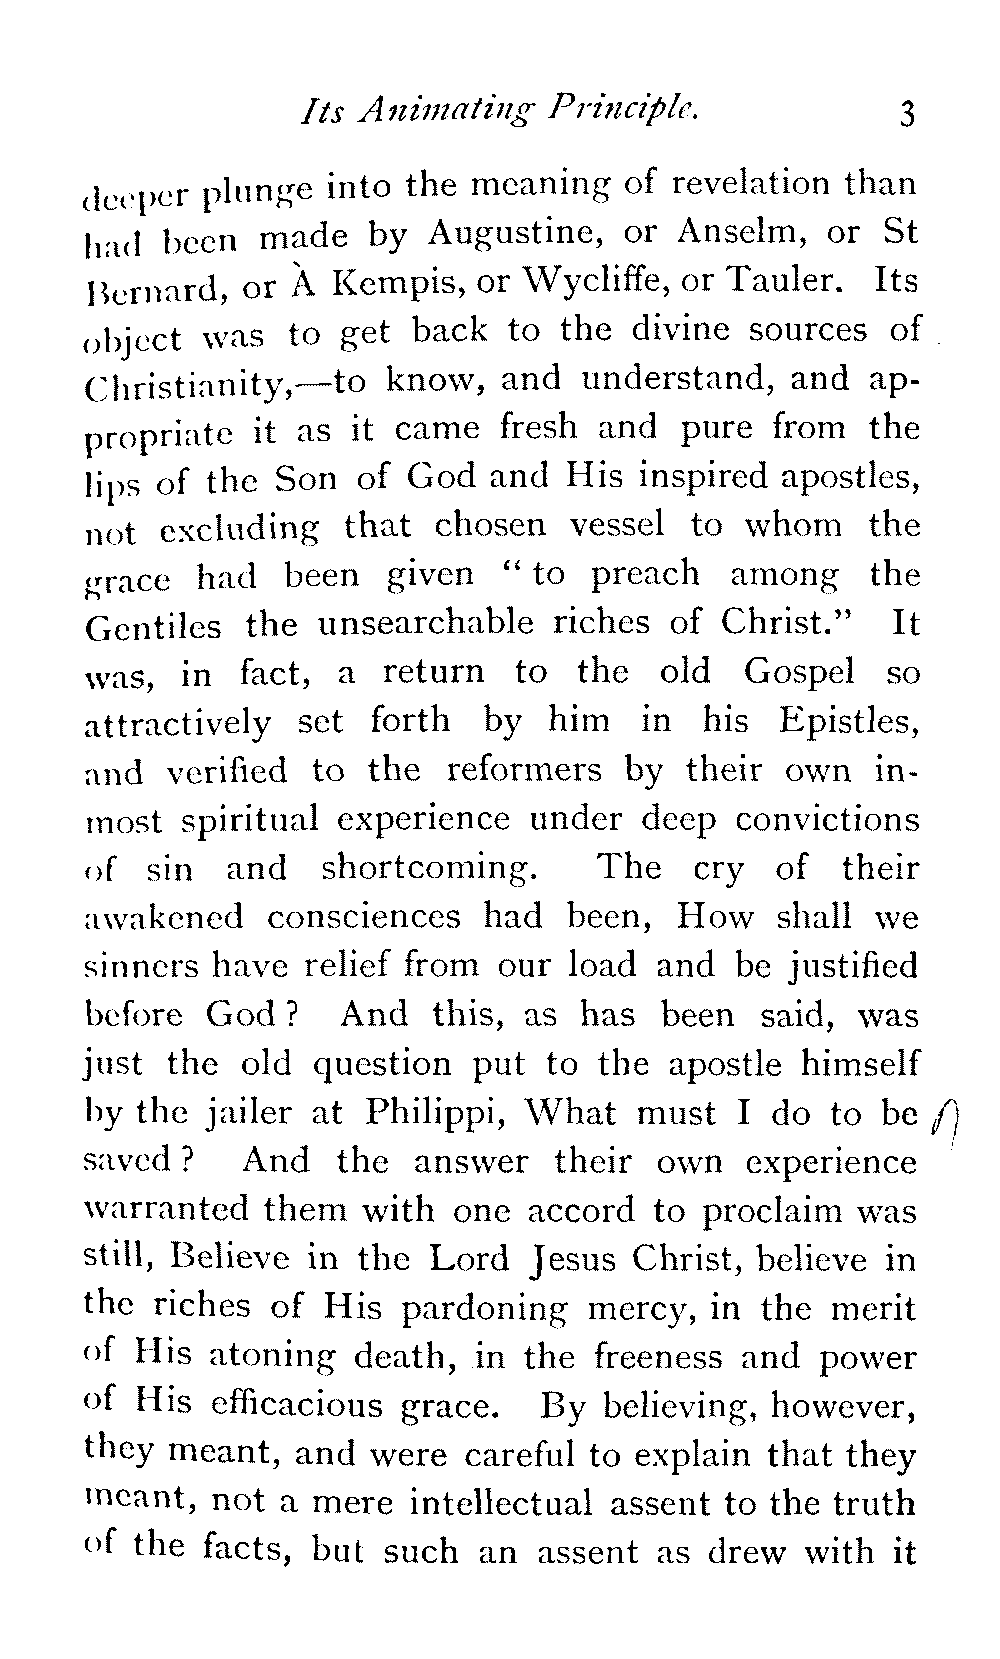 Its Animating Principle. 3
deeper plunge into the meaning of revelation than
had been made by Augustine, or Anselm, or St
Bernard, or À Kempis, or Wycliffe, or Tauler. Its
object was to get back to the divine sources of
Christianity,—to know, and understand, and ap-
propriate it as it came fresh and pure from the
lips of the Son of God and His inspired apostles,
not excluding that chosen vessel to whom the
grace had been given “to preach among the
Gentiles the unsearchable riches of Christ.” It
was, in fact, a return to the old Gospel so
attractively set forth by him in his Epistles,
and verified to the reformers by their own in-
most spiritual experience under deep convictions
of sin and shortcoming. The cry of their
awakened consciences had been, How shall we
sinners have relief from our load and be justified
before God? And this, as has been said, was
just the old question put to the apostle himself
by the jailer at Philippi, What must I do to be
saved? And the answer their own experience
warranted them with one accord to proclaim was
still, Believe in the Lord Jesus Christ, believe in
the riches of His pardoning mercy, in the merit
of His atoning death, in the freeness and power
of His efficacious grace. By believing, however,
they meant, and were careful to explain that they
meant, not a mere intellectual assent to the truth
of the facts, but such an assent as drew with it